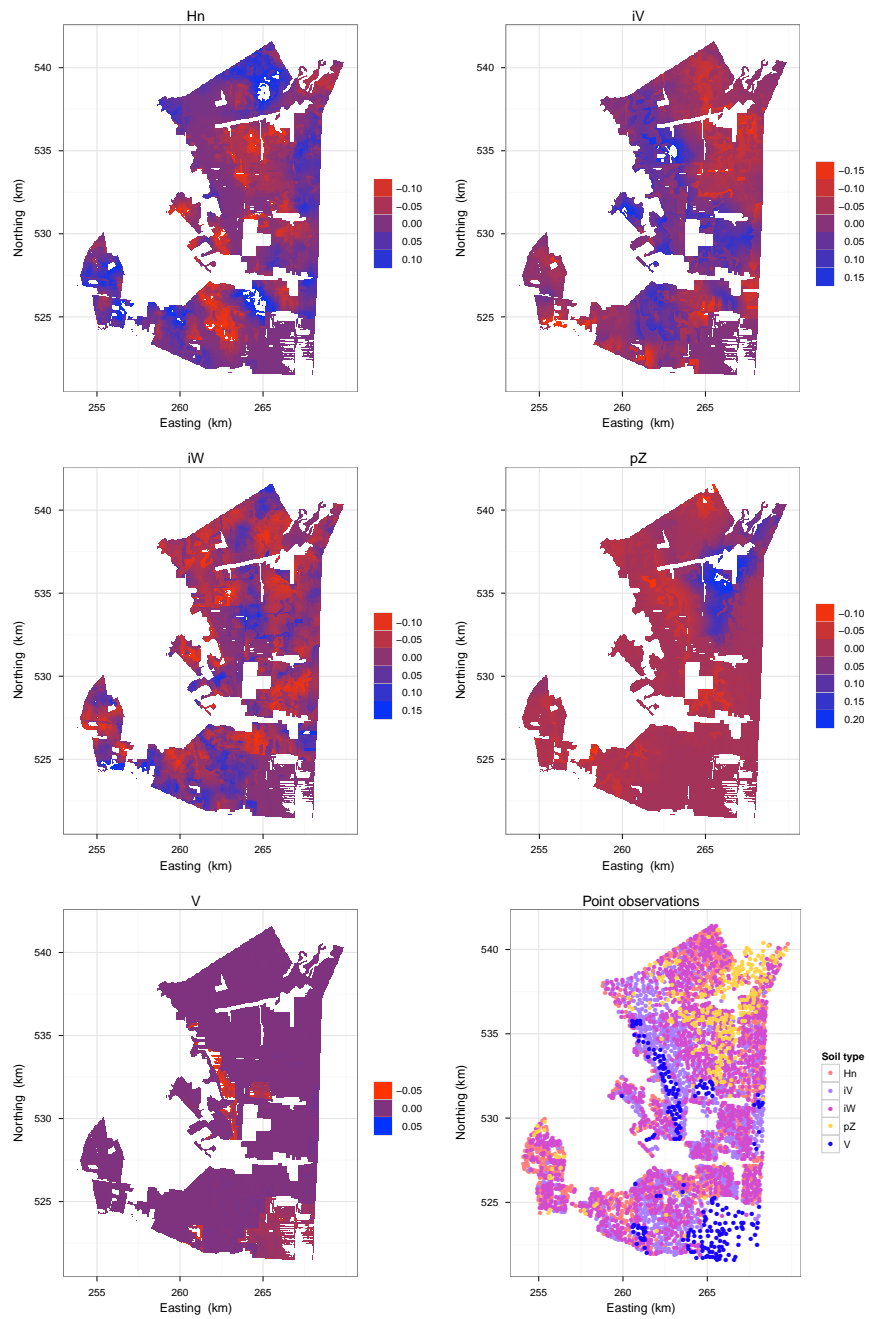 Hn
540
535
530
525
Northing (km)
255
260
265
Easting (km)
−0.10
−0.05
0.00
0.05
0.10
iV
540
535
530
525
Northing (km)
255
260
265
Easting (km)
−0.15
−0.10
−0.05
0.00
0.05
0.10
0.15
iW
540
535
530
525
Northing (km)
255
260
265
Easting (km)
−0.10
−0.05
0.00
0.05
0.10
0.15
pZ
540
535
530
525
Northing (km)
255
260
265
Easting (km)
−0.10
−0.05
0.00
0.05
0.10
0.15
0.20
V
540
535
530
525
Northing (km)
255
260
265
Easting (km)
−0.05
0.00
0.05
Point observations
540
535
530
525
Northing (km)
255
260
265
Easting (km)
Soil type
Hn
iV
iW
pZ
V